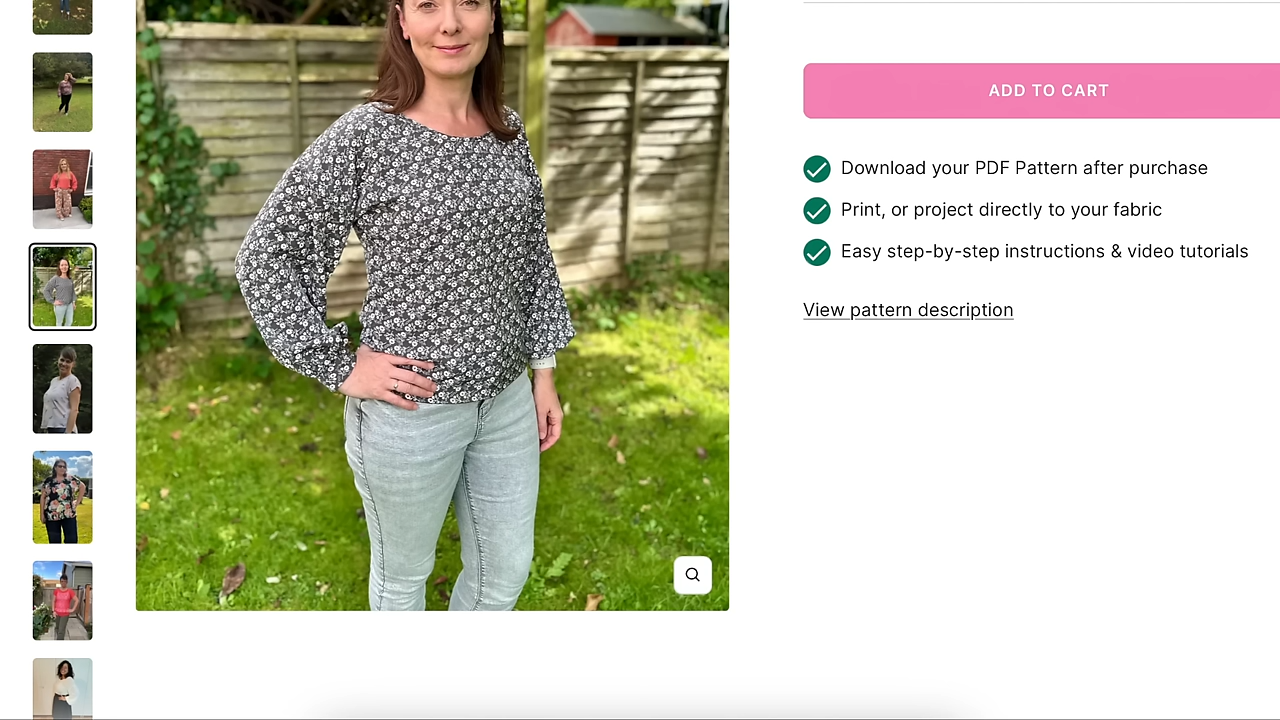 ADD TO CART
Download your PDF Pattern after purchase
Print, or project directly to your fabric
Easy step-by-step instructions & video tutorials
View pattern description